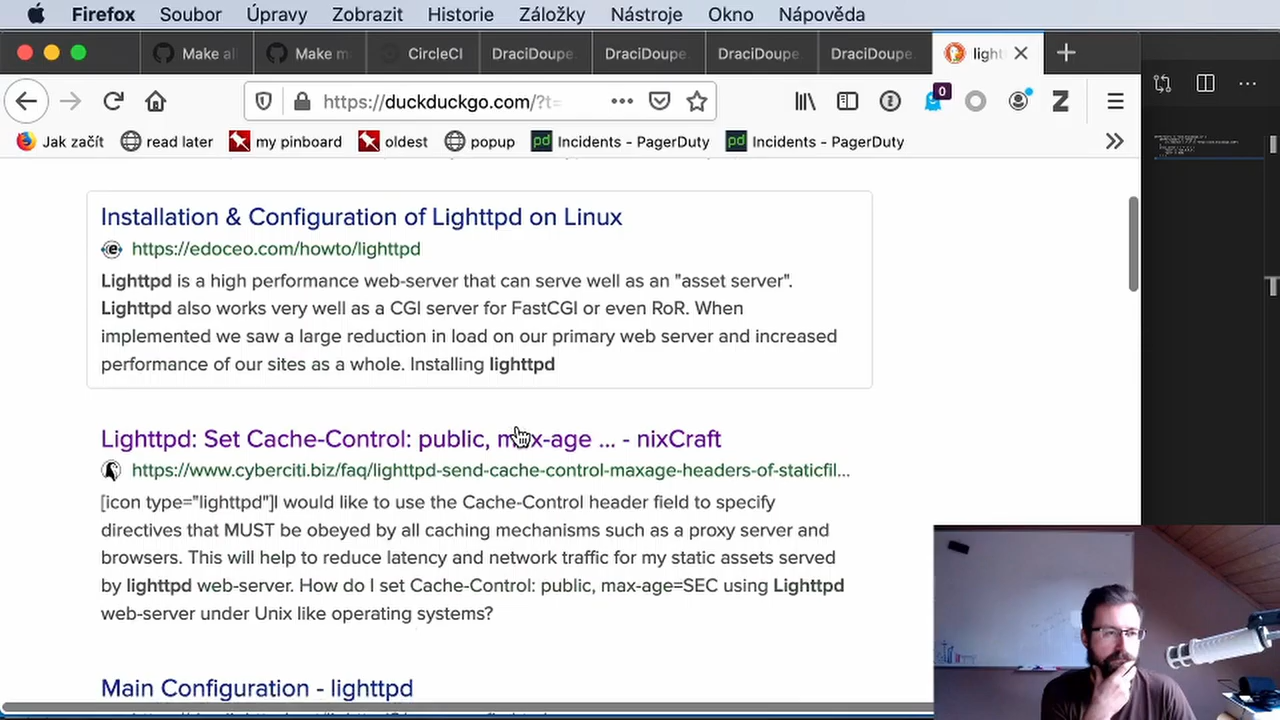 Firefox Soubor Úpravy Zobrazit Historie Záložky Nástroje Okno Nápověda
Make al Make m CircleCI DraciDoupe. DraciDoupe. DraciDoupe. DraciDoupe. light
https://duckduckgo.com/?t= 0 Z
Jak začít read later my pinboard oldest popup pd Incidents - PagerDuty pd Incidents - PagerDuty
Installation & Configuration of Lighttpd on Linux
https://edoceo.com/howto/lighttpd
Lighttpd is a high performance web-server that can serve well as an "asset server".
Lighttpd also works very well as a CGI server for FastCGI or even RoR. When
implemented we saw a large reduction in load on our primary web server and increased
performance of our sites as a whole. Installing lighttpd
Lighttpd: Set Cache-Control: public, max-age ... - nixCraft
https://www.cyberciti.biz/faq/lighttpd-send-cache-control-maxage-headers-of-staticfil...
[icon type="lighttpd"]I would like to use the Cache-Control header field to specify
directives that MUST be obeyed by all caching mechanisms such as a proxy server and
browsers. This will help to reduce latency and network traffic for my static assets served
by lighttpd web-server. How do I set Cache-Control: public, max-age=SEC using Lighttpd
web-server under Unix like operating systems?
Main Configuration - lighttpd